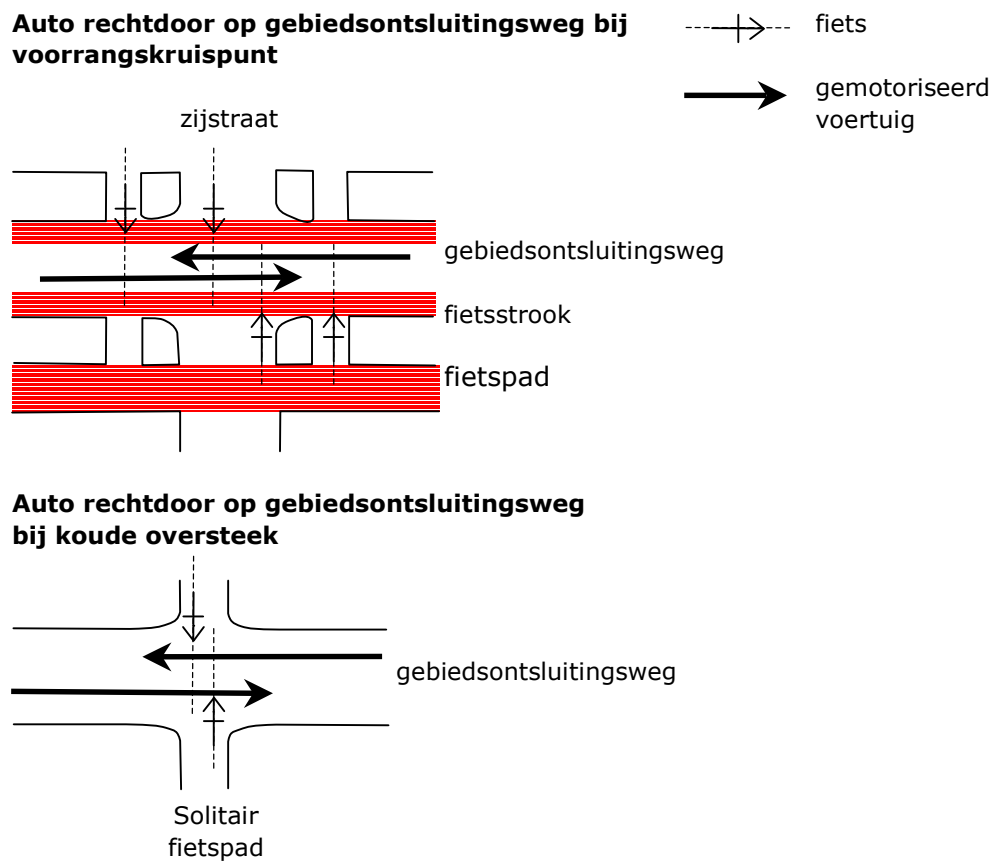 Auto rechtdoor op gebiedsontsluitingsweg bij
voorrangskruispunt
fiets
gemotoriseerd
voertuig
zijstraat
gebiedsontsluitingsweg
fietsstrook
fietspad
Auto rechtdoor op gebiedsontsluitingsweg
bij koude oversteek
gebiedsontsluitingsweg
Solitair
fietspad